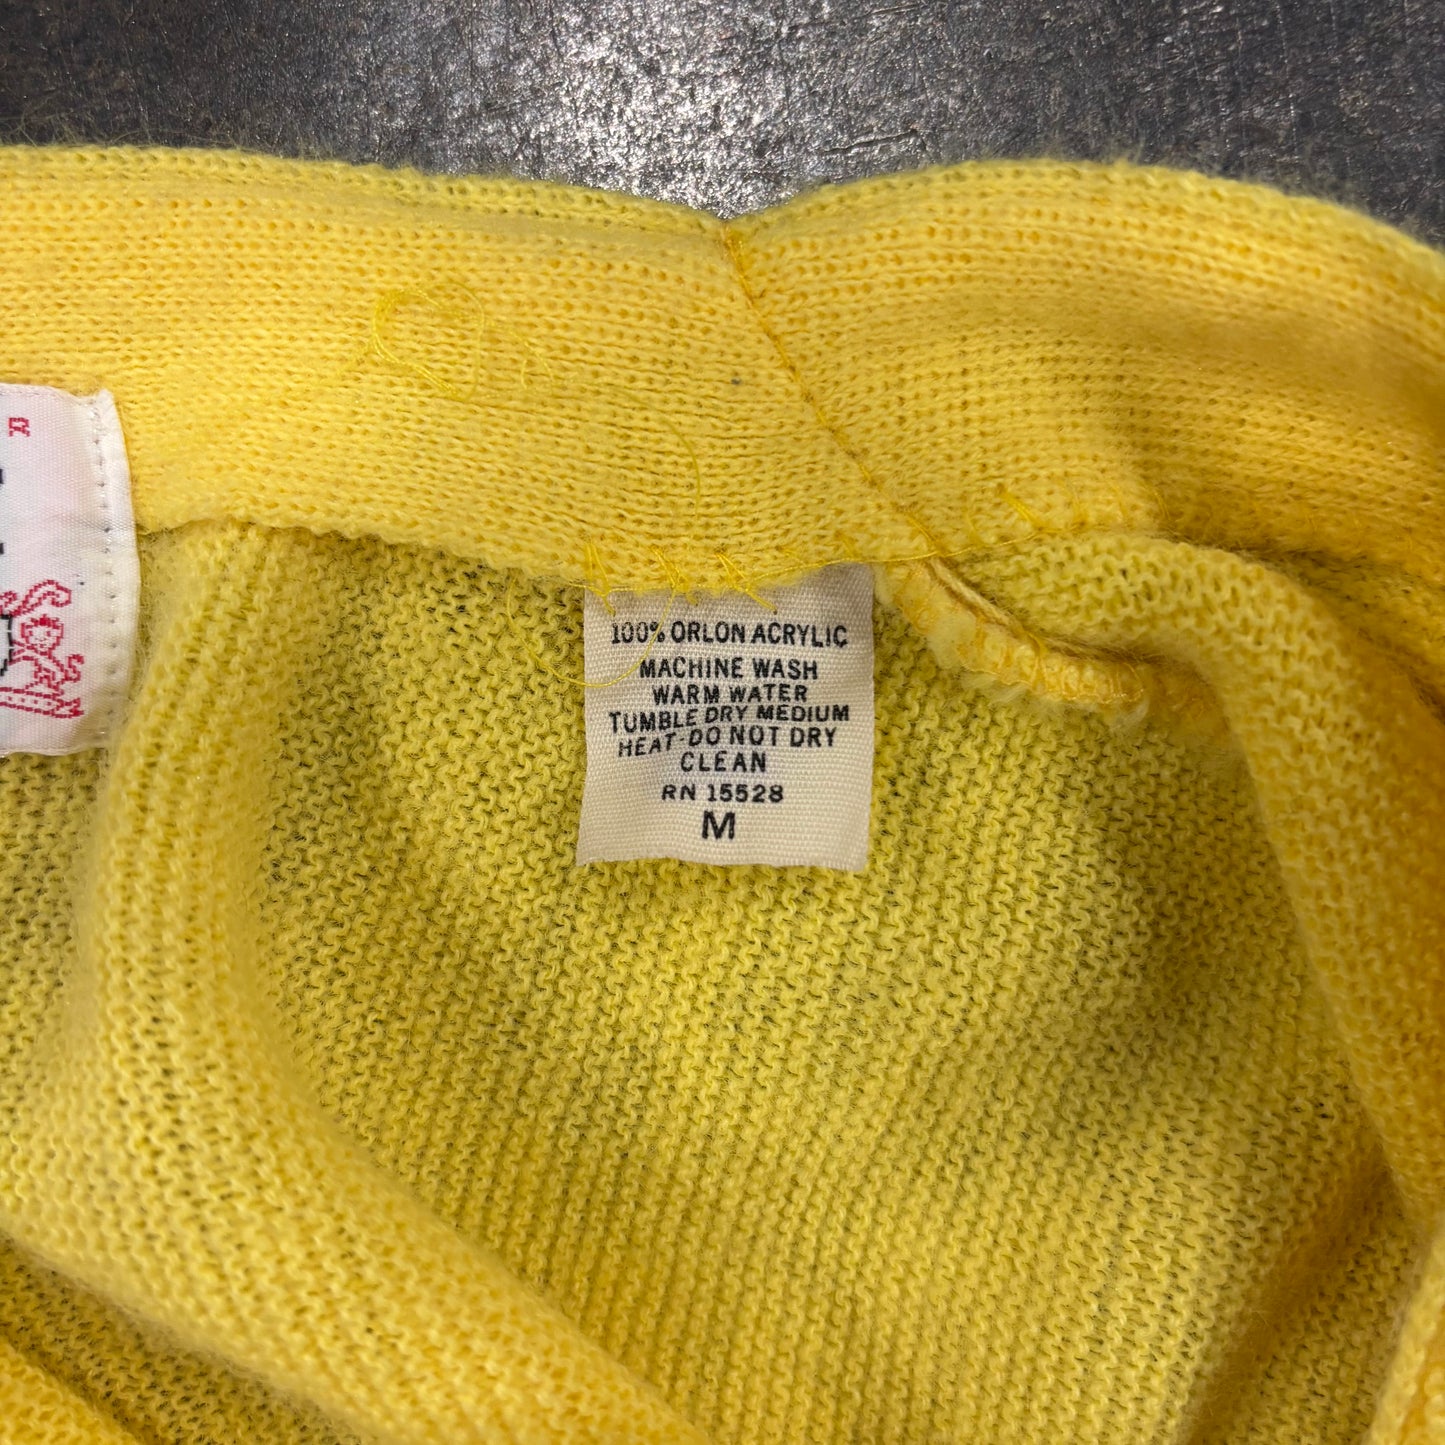 R
100% ORLON ACRYLIC
MACHINE WASH
WARM WATER
TUMBLE DRY MEDIUM
HEAT-DO NOT DRY
CLEAN
RN 15528
M